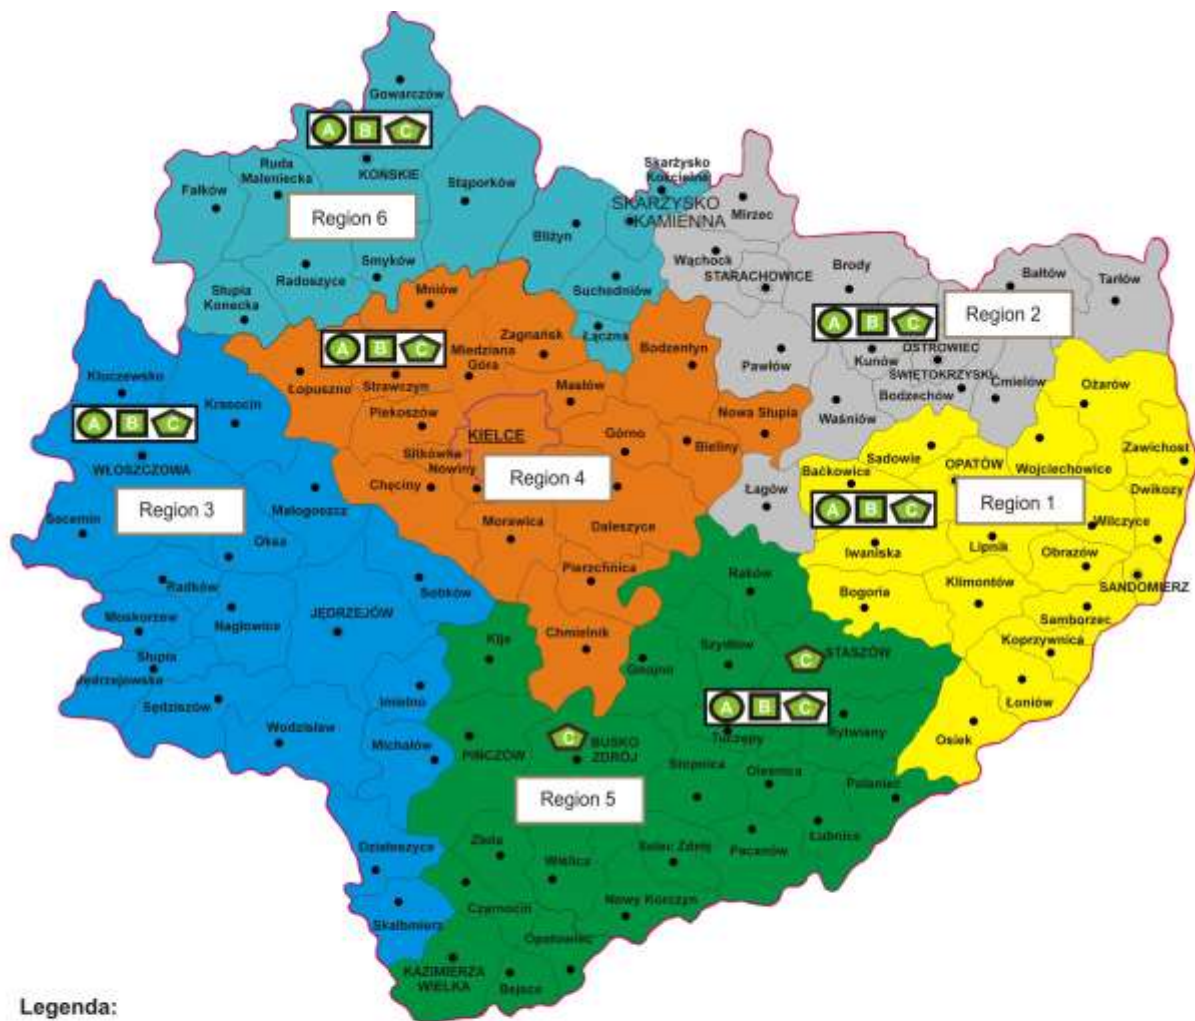 Gowarczów
A B C
KOŃSKIE
Ruda
Maleniecka
Fałków
Stąporków
Region 6
Smyków
Radoszyce
Słupia
Konecka
Skarżysko
Kościelne
SKARŻYSKO
KAMIENNA
Bliżyn
Suchedniów
Łączna
Mirzec
Wąchock
STARACHOWICE
Brody
Bałtów
Tarłów
Region 2
A B C
Kunów
OSTROWIEC
ŚWIĘTOKRZYSKI
Pawłów
Waśniów
Bodzechów
Ćmielów
Łagów
Mniów
Zagnańsk
A B C
Miedziana
Góra
Łopuszno
Strawczyn
Bodzentyn
Masłów
Piekoszów
KIELCE
Górno
Nowa Słupia
Bieliny
Sitkówka
Nowiny
Chęciny
Region 4
Morawica
Daleszyce
Pierzchnica
Chmielnik
Kluczewsko
Krasocin
A B C
WŁOSZCZOWA
Region 3
Małogoszcz
Secemin
Oksa
Radków
Moskorzew
Nagłowice
JĘDRZEJÓW
Sobków
Słupia
Jędrzejowska
Sędziszów
Imielno
Wodzisław
Michałów
Działoszyce
Skalbmierz
Ożarów
Sadowie
OPATÓW
Wojciechowice
Zawichost
Baćkowice
Dwikozy
A B C
Region 1
Wilczyce
Iwaniska
Lipnik
Obrazów
SANDOMIERZ
Bogoria
Klimontów
Samborzec
Koprzywnica
Łoniów
Osiek
Raków
Kije
Szydłów
C
STASZÓW
Gnojno
A B C
Tuczępy
Rytwiany
PIŃCZÓW
C
BUSKO
ZDRÓJ
Stopnica
Oleśnica
Połaniec
Region 5
Łubnice
Pacanów
Solec Zdrój
Złota
Wiślica
Czarnocin
Nowy Korczyn
Opatowiec
KAZIMIERZA
WIELKA
Bejsce
Legenda: